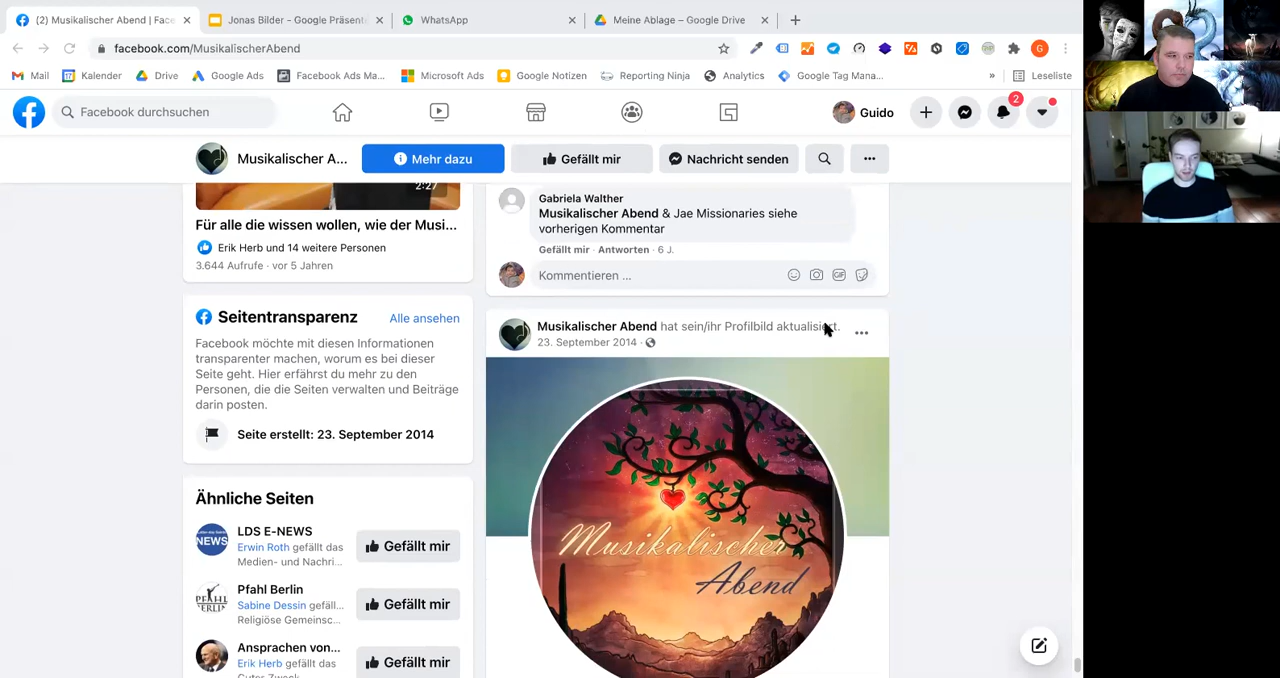 (2) Musikalischer Abend | Face
Jonas Bilder - Google Präsent
WhatsApp
Meine Ablage – Google Drive
facebook.com/MusikalischerAbend
G
Mail
Kalender
Drive
Google Ads
Facebook Ads Ma...
Microsoft Ads
Google Notizen
Reporting Ninja
Analytics
Google Tag Mana...
»
Leseliste
Facebook durchsuchen
Guido
2
Musikalischer A...
Mehr dazu
Gefällt mir
Nachricht senden
2:27
Für alle die wissen wollen, wie der Musi...
Erik Herb und 14 weitere Personen
3.644 Aufrufe · vor 5 Jahren
Seitentransparenz
Alle ansehen
Facebook möchte mit diesen Informationen
transparenter machen, worum es bei dieser
Seite geht. Hier erfährst du mehr zu den
Personen, die die Seiten verwalten und Beiträge
darin posten.
Seite erstellt: 23. September 2014
Ähnliche Seiten
NEWS
LDS E-NEWS
Erwin Roth gefällt das
Medien- und Nachri...
Gefällt mir
PFAHL
BERLIN
Pfahl Berlin
Sabine Dessin gefäll...
Religiöse Gemeinsc...
Gefällt mir
Ansprachen von...
Erik Herb gefällt das
Guter Zweck
Gefällt mir
Gabriela Walther
Musikalischer Abend & Jae Missionaries siehe
vorherigen Kommentar
Gefällt mir · Antworten · 6 J.
Kommentieren ...
GIF
Musikalischer Abend hat sein/ihr Profilbild aktualisiert.
23. September 2014 ·
Musikalischer
Abend